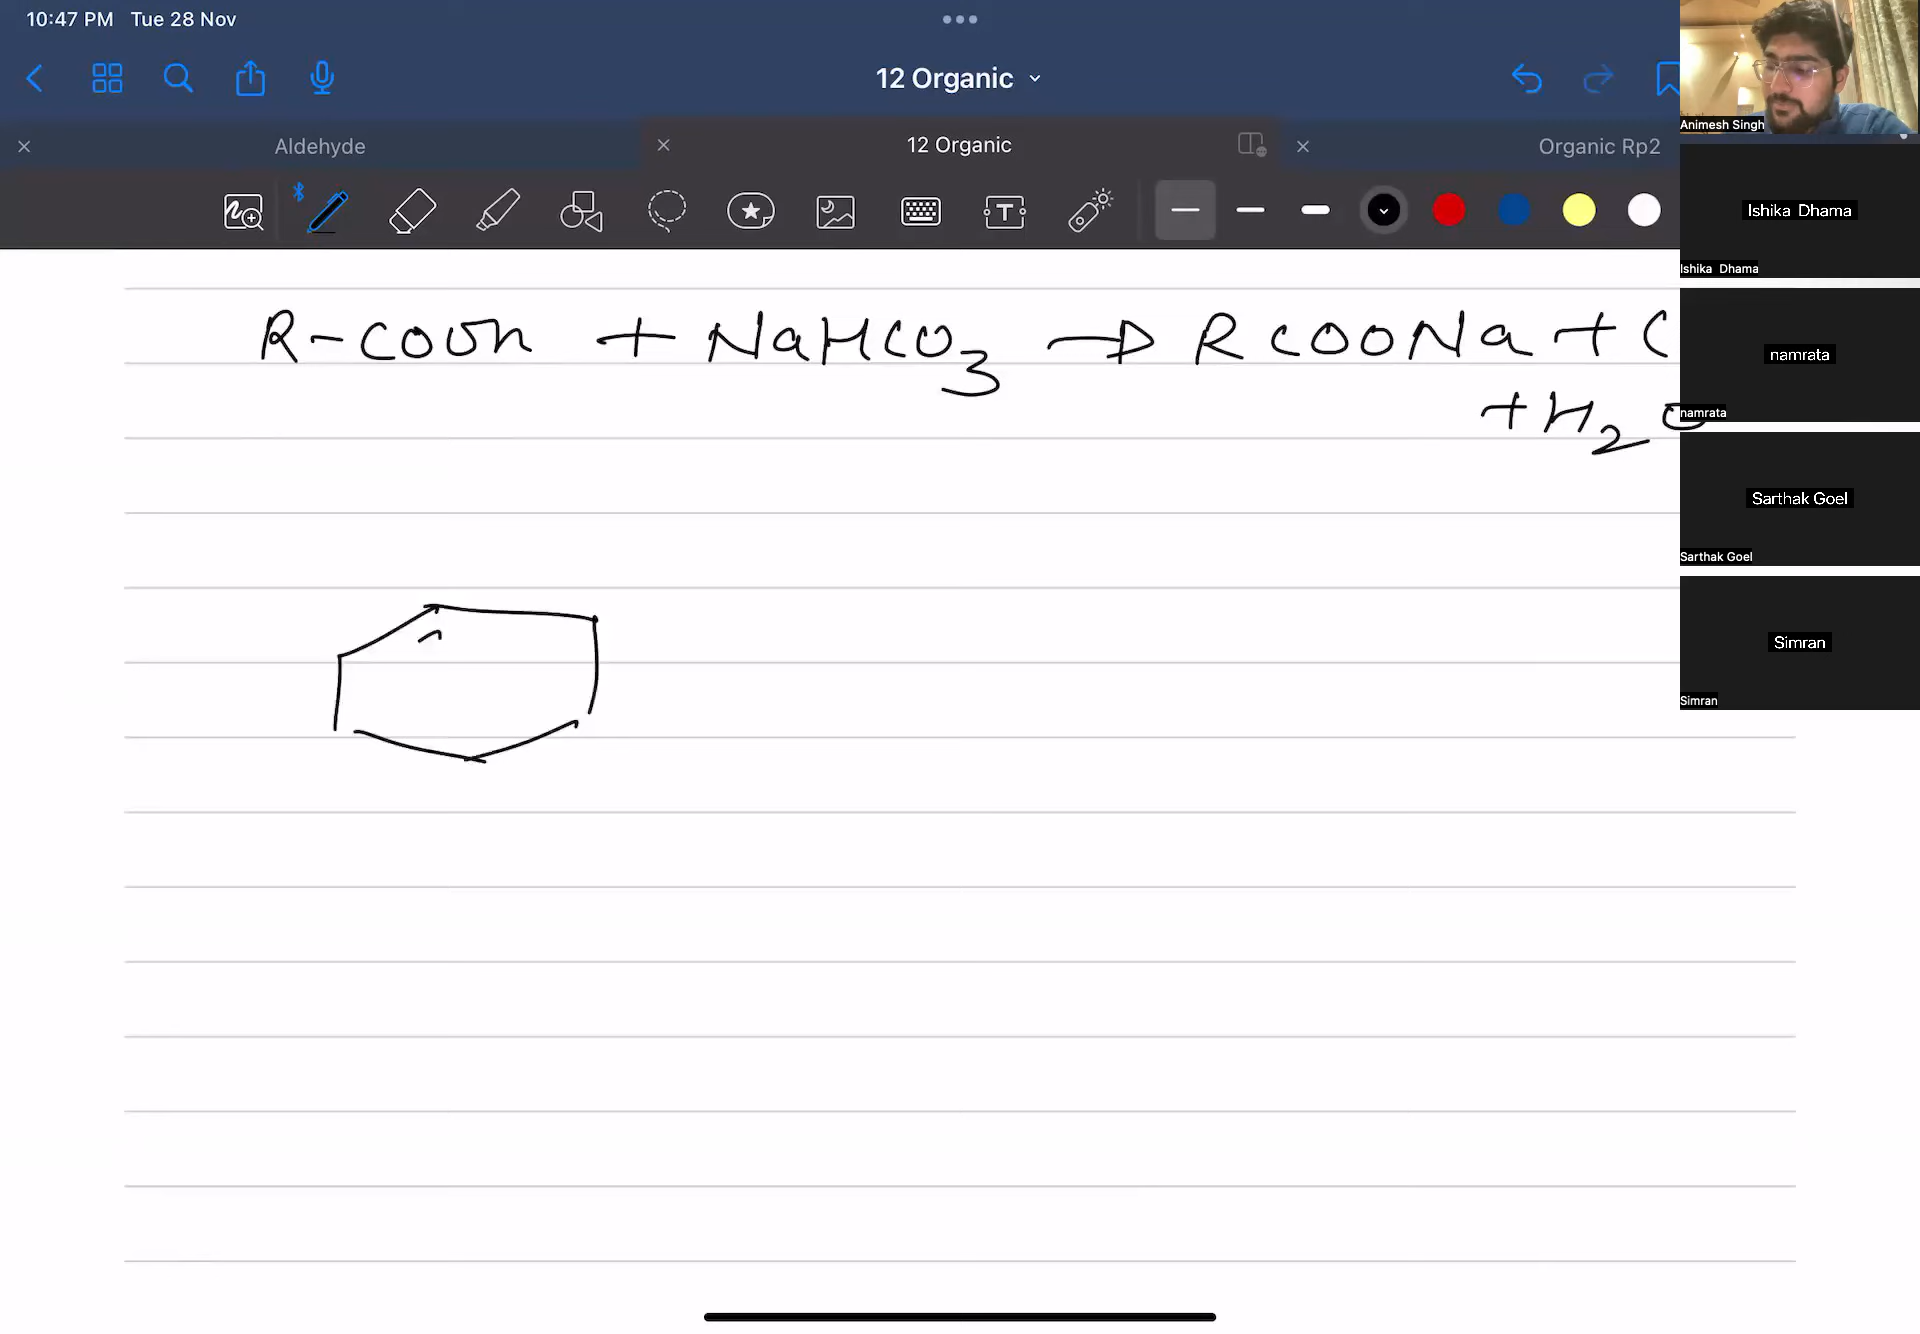 10:47 PM Tue 28 Nov
12 Organic
Aldehyde
12 Organic
Organic Rp2
T
R-COOH + NaHCO3 → RCOONa + C
+ H2O
Animesh Singh
Ishika Dhama
Ishika Dhama
namrata
namrata
Sarthak Goel
Sarthak Goel
Simran
Simran